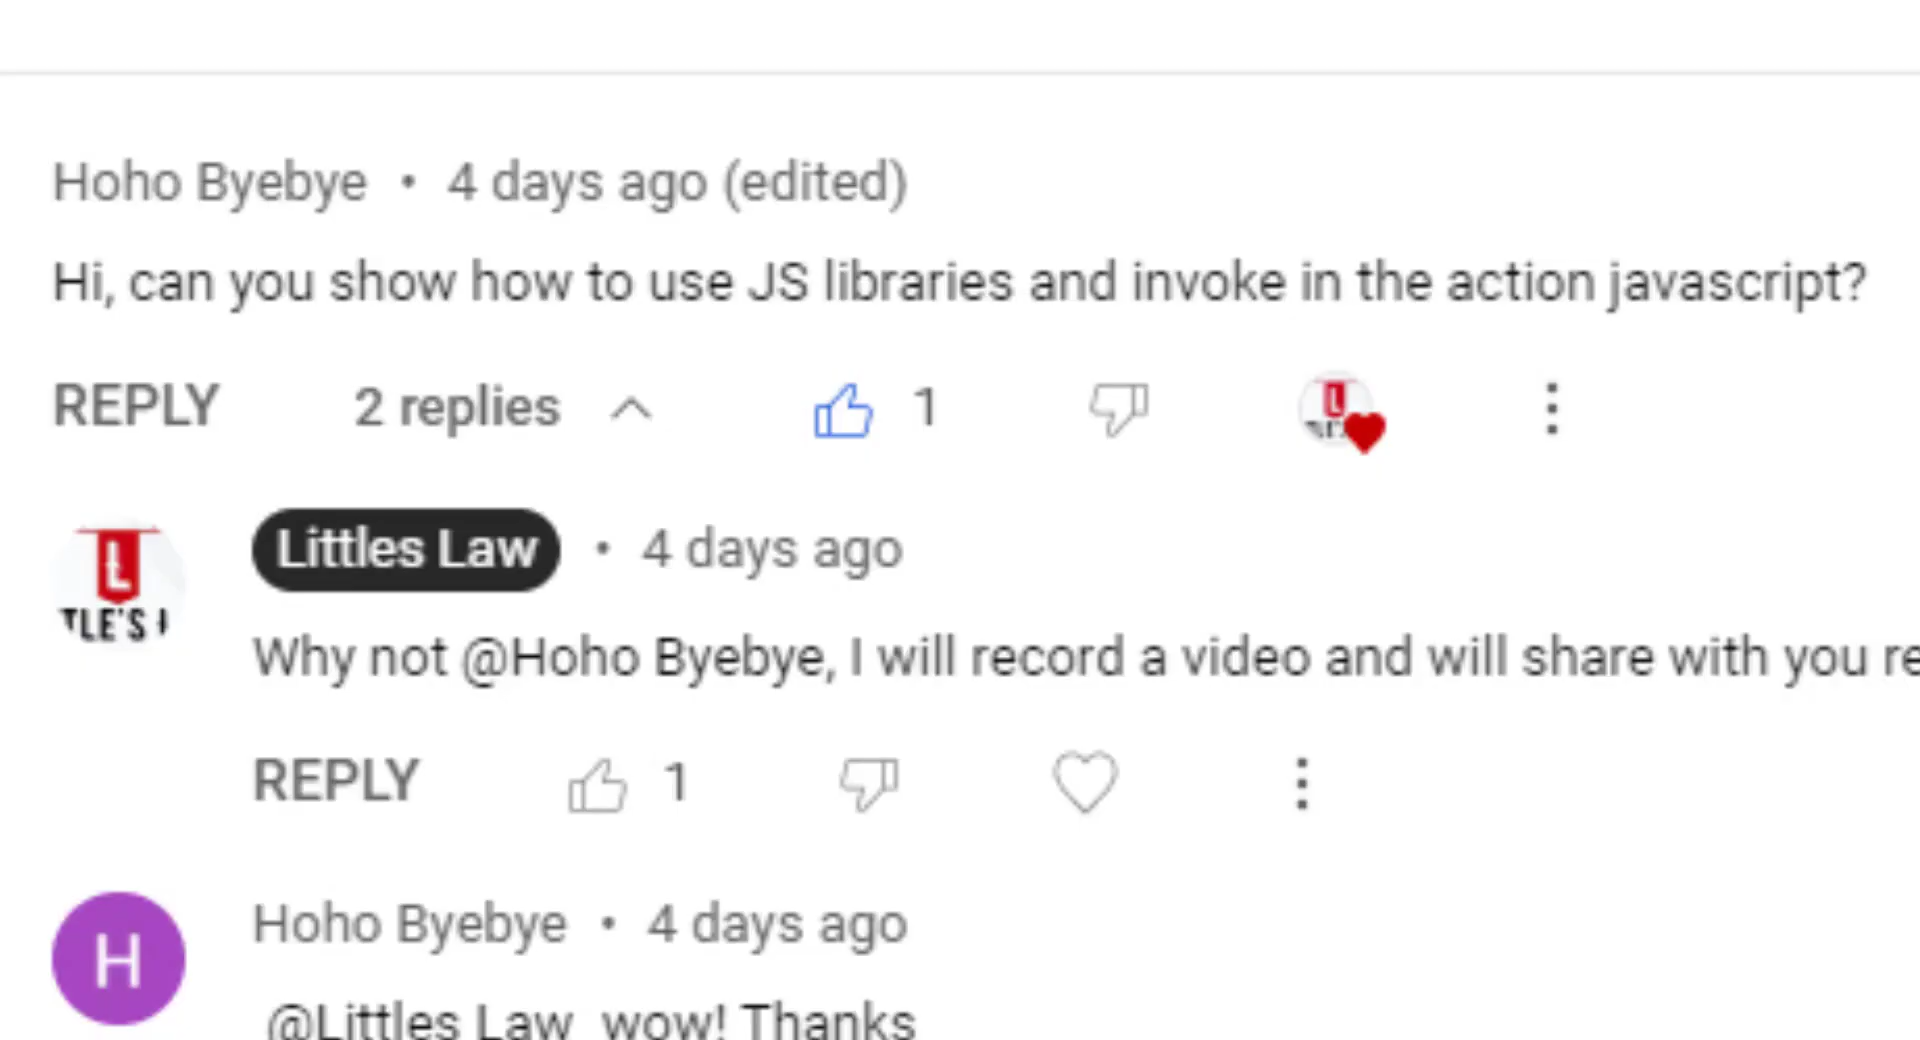 Hoho Byebye • 4 days ago (edited)
Hi, can you show how to use JS libraries and invoke in the action javascript?
REPLY 2 replies 1
Littles Law • 4 days ago
L
TLE'S
Why not @Hoho Byebye, I will record a video and will share with you re
REPLY 1
Hoho Byebye • 4 days ago
H
@Littles Law wow! Thanks